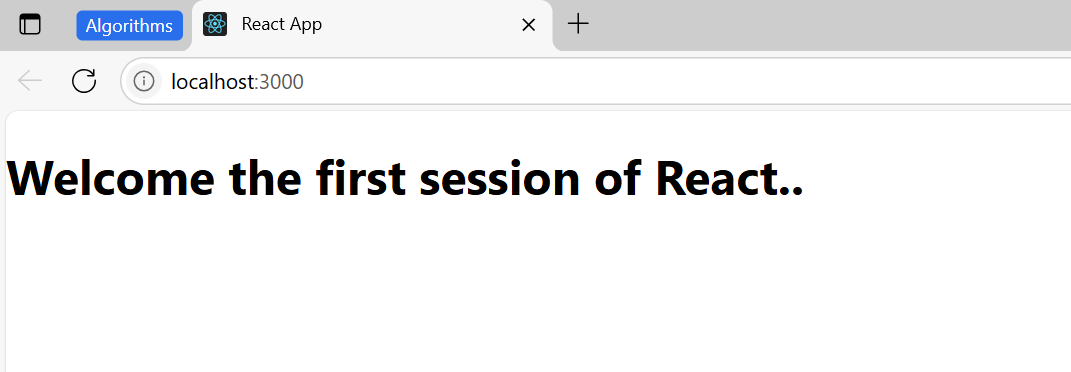 Algorithms
React App
localhost:3000
Welcome the first session of React..